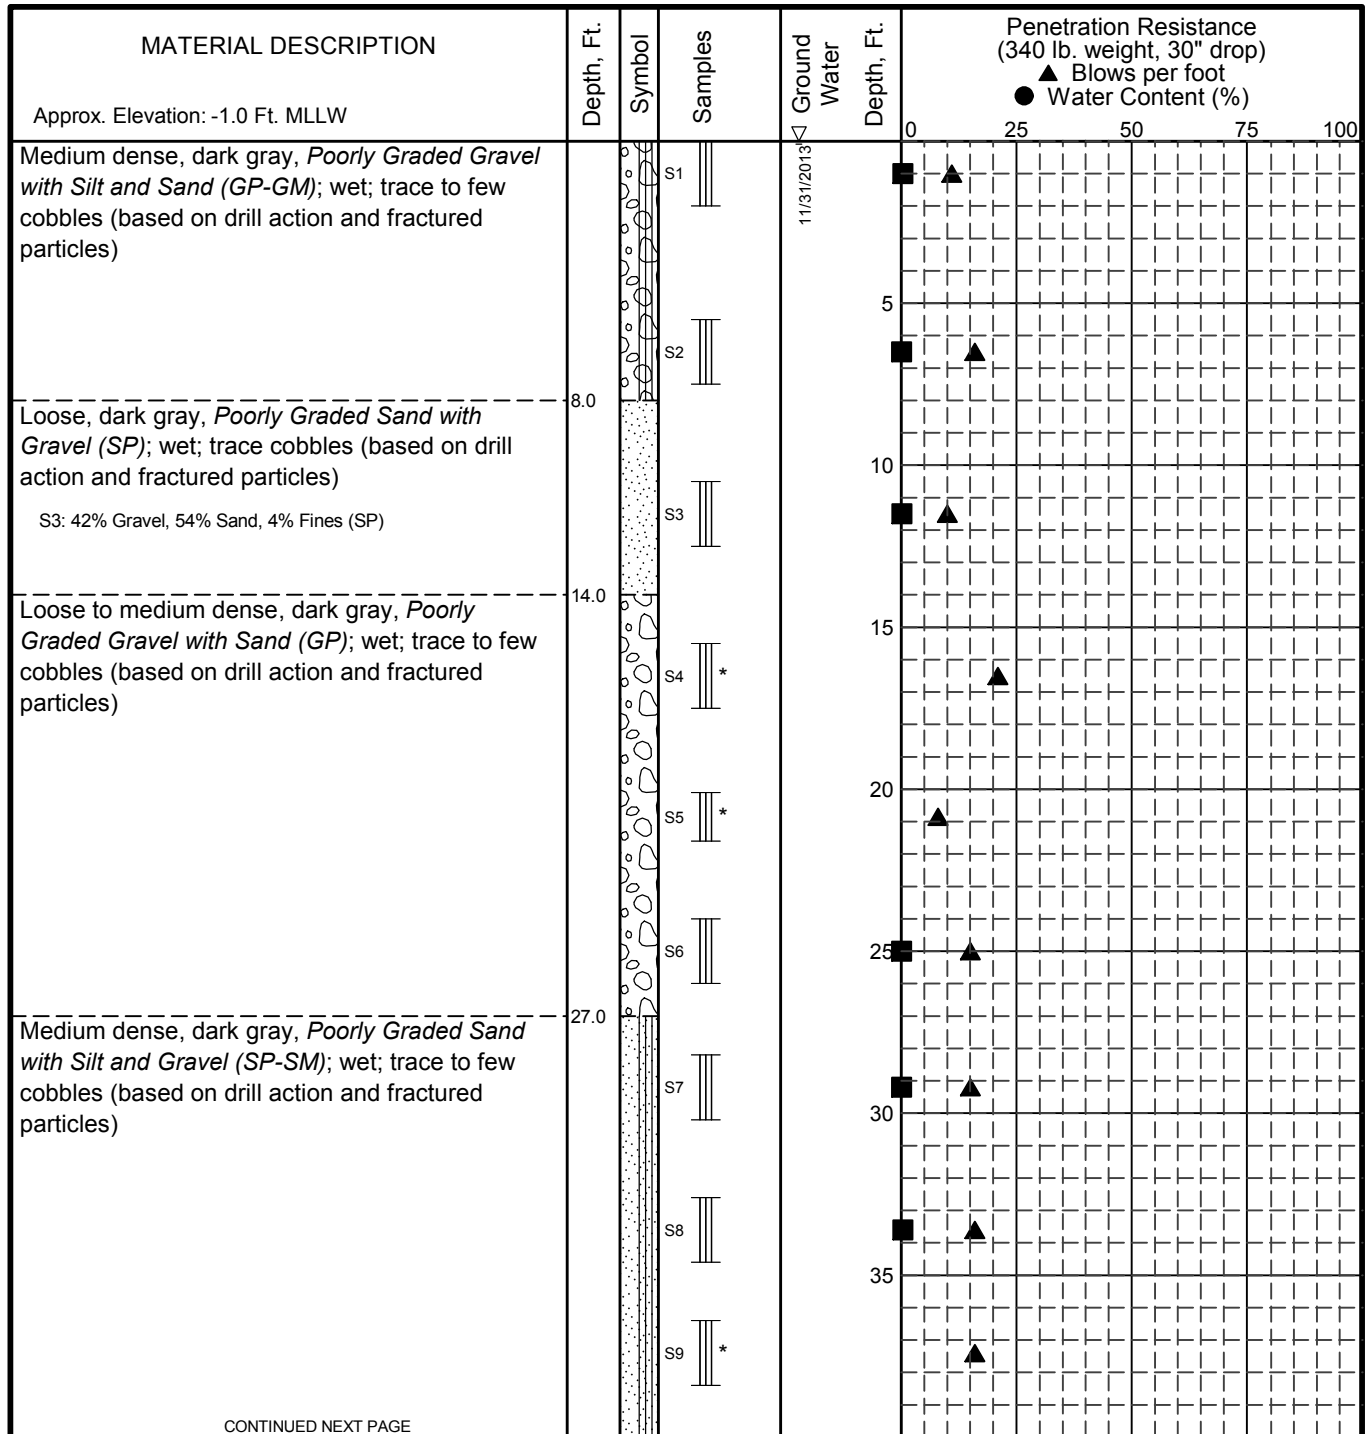 MATERIAL DESCRIPTION
Approx. Elevation: -1.0 Ft. MLLW
Depth, Ft.
Symbol
Samples
Ground
Water
Depth, Ft.
Penetration Resistance
(340 lb. weight, 30" drop)
▲ Blows per foot
● Water Content (%)
0 25 50 75 100
Medium dense, dark gray, Poorly Graded Gravel
with Silt and Sand (GP-GM); wet; trace to few
cobbles (based on drill action and fractured
particles)
S1
11/31/2013
5
S2
8.0
Loose, dark gray, Poorly Graded Sand with
Gravel (SP); wet; trace cobbles (based on drill
action and fractured particles)
10
S3: 42% Gravel, 54% Sand, 4% Fines (SP)
S3
14.0
Loose to medium dense, dark gray, Poorly
Graded Gravel with Sand (GP); wet; trace to few
cobbles (based on drill action and fractured
particles)
15
S4 *
20
S5 *
S6
25
27.0
Medium dense, dark gray, Poorly Graded Sand
with Silt and Gravel (SP-SM); wet; trace to few
cobbles (based on drill action and fractured
particles)
S7
30
S8
35
S9 *
CONTINUED NEXT PAGE